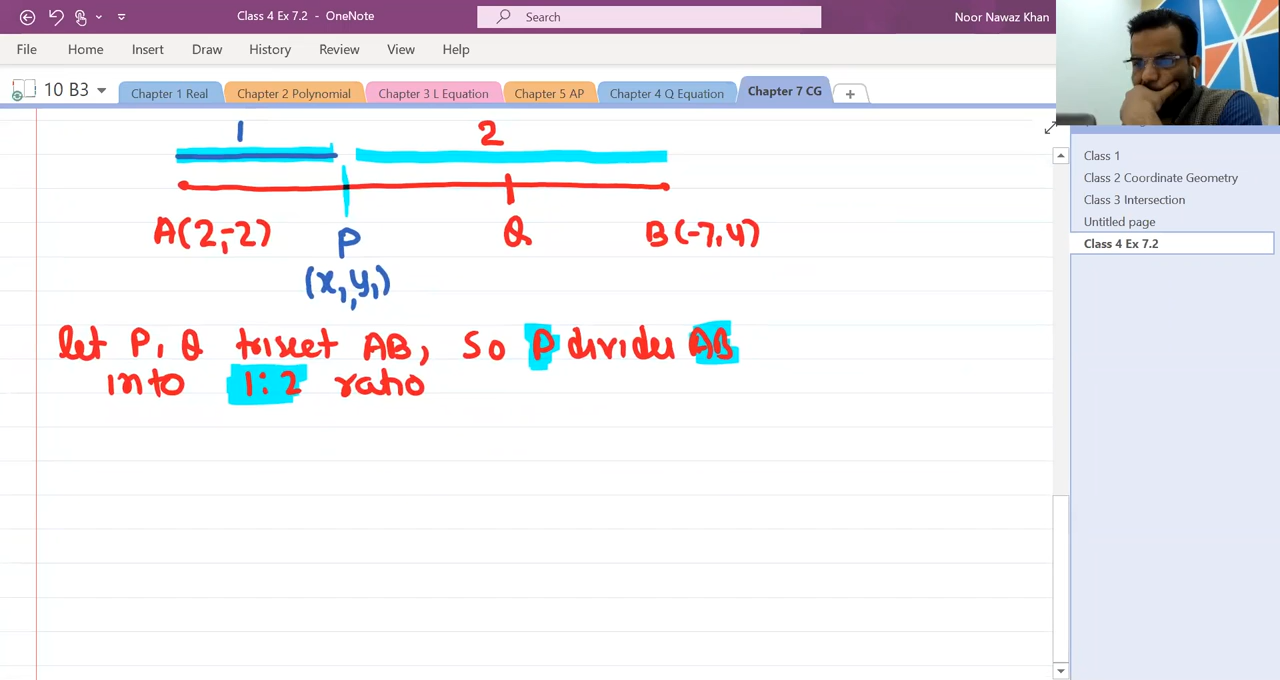 Class 4 Ex 7.2 - OneNote
Search
Noor Nawaz Khan
File Home Insert Draw History Review View Help
10 B3
Chapter 1 Real
Chapter 2 Polynomial
Chapter 3 L Equation
Chapter 5 AP
Chapter 4 Q Equation
Chapter 7 CG
Class 1
Class 2 Coordinate Geometry
Class 3 Intersection
Untitled page
Class 4 Ex 7.2
1 2
A(2,-2) P Q B(-7,4)
(x₁,y₁)
let P, Q trisect AB, So P divides AB
into 1:2 ratio